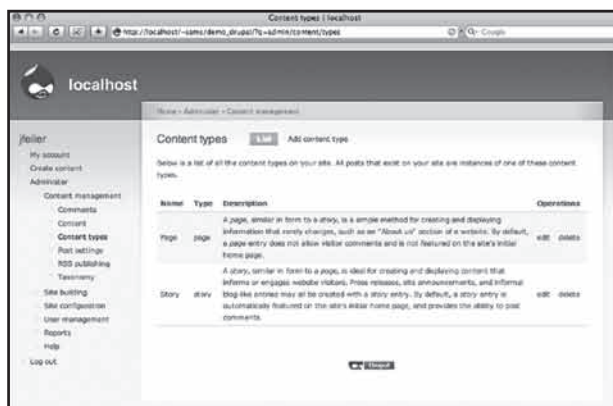 Content types | localhost
http://localhost/~sams/demo_drupal/?q=admin/content/types
Google
localhost
Home » Administer » Content management
jfeiler
My account
Create content
Administer
Content management
Comments
Content
Content types
Post settings
RSS publishing
Taxonomy
Site building
Site configuration
User management
Reports
Help
Log out
Content types List Add content type
Below is a list of all the content types on your site. All posts that exist on your site are instances of one of these content
types.
Name Type Description Operations
Page page A page, similar in form to a story, is a simple method for creating and displaying
information that rarely changes, such as an "About us" section of a website. By default,
a page entry does not allow visitor comments and is not featured on the site's initial
home page. edit delete
Story story A story, similar in form to a page, is ideal for creating and displaying content that
informs or engages website visitors. Press releases, site announcements, and informal
blog-like entries may all be created with a story entry. By default, a story entry is
automatically featured on the site's initial home page, and provides the ability to post
comments. edit delete
Drupal